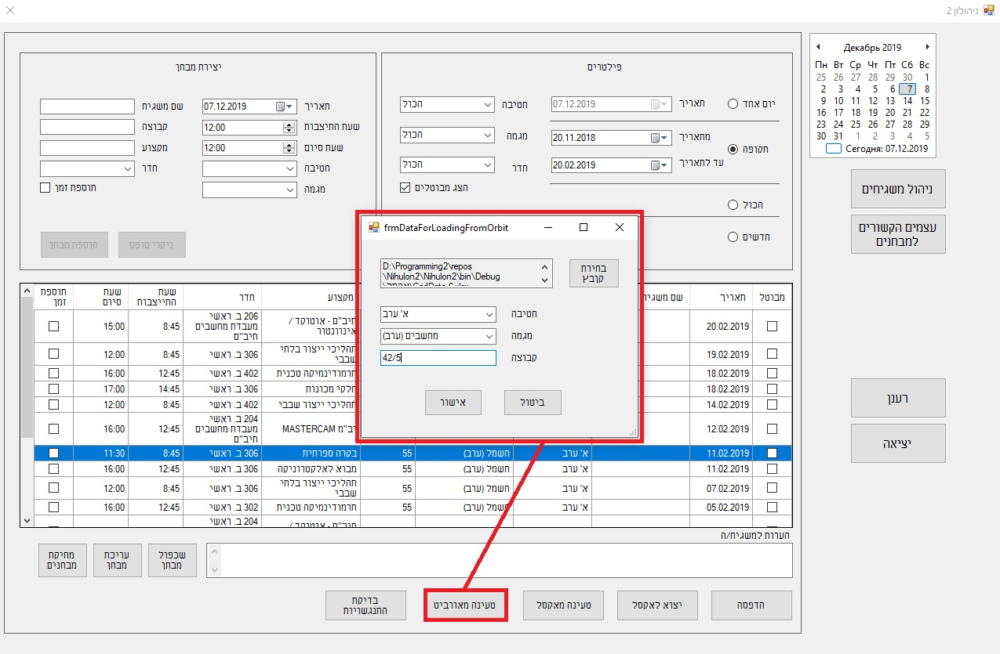 ניהולון 2
Декабрь 2019
Пн Вт Ср Чт Пт Сб Вс
25 26 27 28 29 30 1
2 3 4 5 6 7 8
9 10 11 12 13 14 15
16 17 18 19 20 21 22
23 24 25 26 27 28 29
30 31 1 2 3 4 5
Сегодня: 07.12.2019
ניהול משגיחים
עצמים הקשורים
למבחנים
רענן
יציאה
פילטרים
יום אחד
תאריך 07.12.2019
תקופה
מתאריך 20.11.2018
עד לתאריך 20.02.2019
הכול
חדשים
חטיבה הכול
מגמה הכול
חדר הכול
הצג מבוטלים
יצירת מבחן
תאריך 07.12.2019
שעת התיצבות 12:00
שעת סיום 12:00
חטיבה
מגמה
שם משגיח
קבוצה
מקצוע
חדר
תוספת זמן
ניקוי טופס
הוספת מבחן
frmDataForLoadingFromOrbit
בחירת
קובץ
D:\Programming2\repos
\Nihulon2\Nihulon2\bin\Debug
חטיבה א' ערב
מגמה מחשבים (ערב)
קבוצה 42/5
ביטול
אישור
מבוטל תאריך שם משגיח מקצוע חדר שעת התייצבות שעת סיום תוספת זמן
20.02.2019 תיב"ם - אוטוקד / אינוונטור 206 ב. ראשי מעבדת מחשבים תיב"ם 8:45 15:00
19.02.2019 תהליכי ייצור בלתי שבבי 306 ב. ראשי 8:45 12:00
18.02.2019 תרמודינמיקה טכנית 402 ב. ראשי 12:45 16:00
18.02.2019 חלקי מכונות 306 ב. ראשי 14:45 17:00
14.02.2019 תהליכי ייצור שבבי 402 ב. ראשי 8:45 12:00
12.02.2019 יב"מ MASTERCAM 204 ב. ראשי מעבדת מחשבים תיב"ם 12:45 16:00
11.02.2019 א' ערב חשמל (ערב) 55 בקרה ספרתית 306 ב. ראשי 8:45 11:30
11.02.2019 א' ערב חשמל (ערב) 55 מבוא לאלקטרוניקה 306 ב. ראשי 12:45 16:00
07.02.2019 א' ערב חשמל (ערב) 55 תהליכי ייצור בלתי שבבי 306 ב. ראשי 8:45 12:00
05.02.2019 א' ערב חשמל (ערב) 55 תרמודינמיקה טכנית 302 ב. ראשי 12:45 16:00
תיב"ם - אוטוקד / 204 ב. ראשי
הערות למשגיח/ה
שכפול
מבחן
עריכת
מבחן
מחיקת
מבחנים
הדפסה
יצוא לאקסל
טעינה מאקסל
טעינה מאורביט
בדיקת
התנגשויות